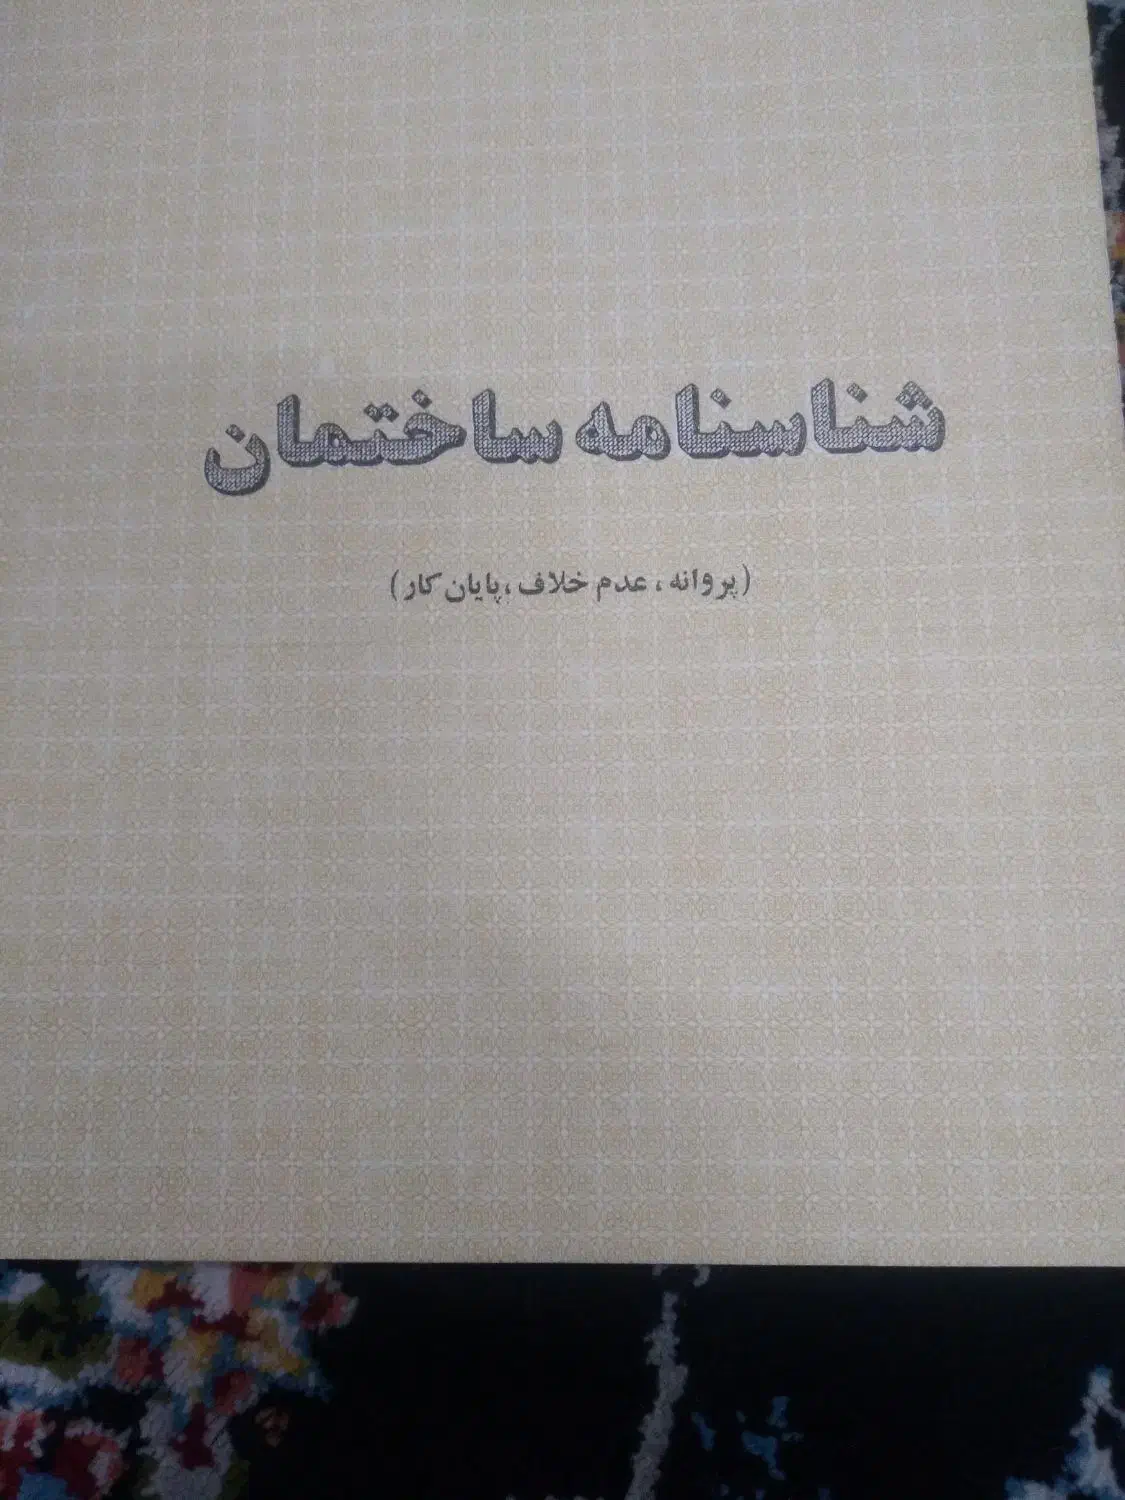 شناسنامه ساختمان
(پروانه ، عدم خلاف ، پایان کار)